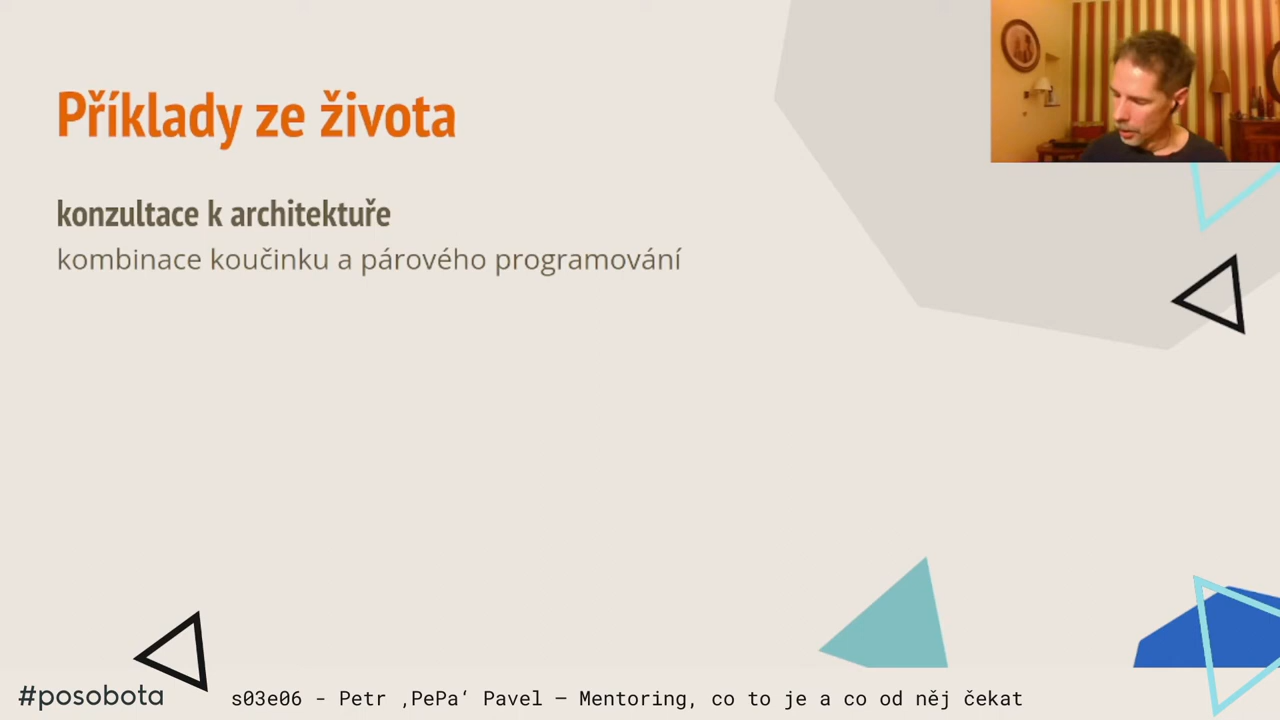 Příklady ze života
konzultace k architektuře
kombinace koučinku a párového programování
#posobota
s03e06 - Petr ‚PePa‘ Pavel – Mentoring, co to je a co od něj čekat